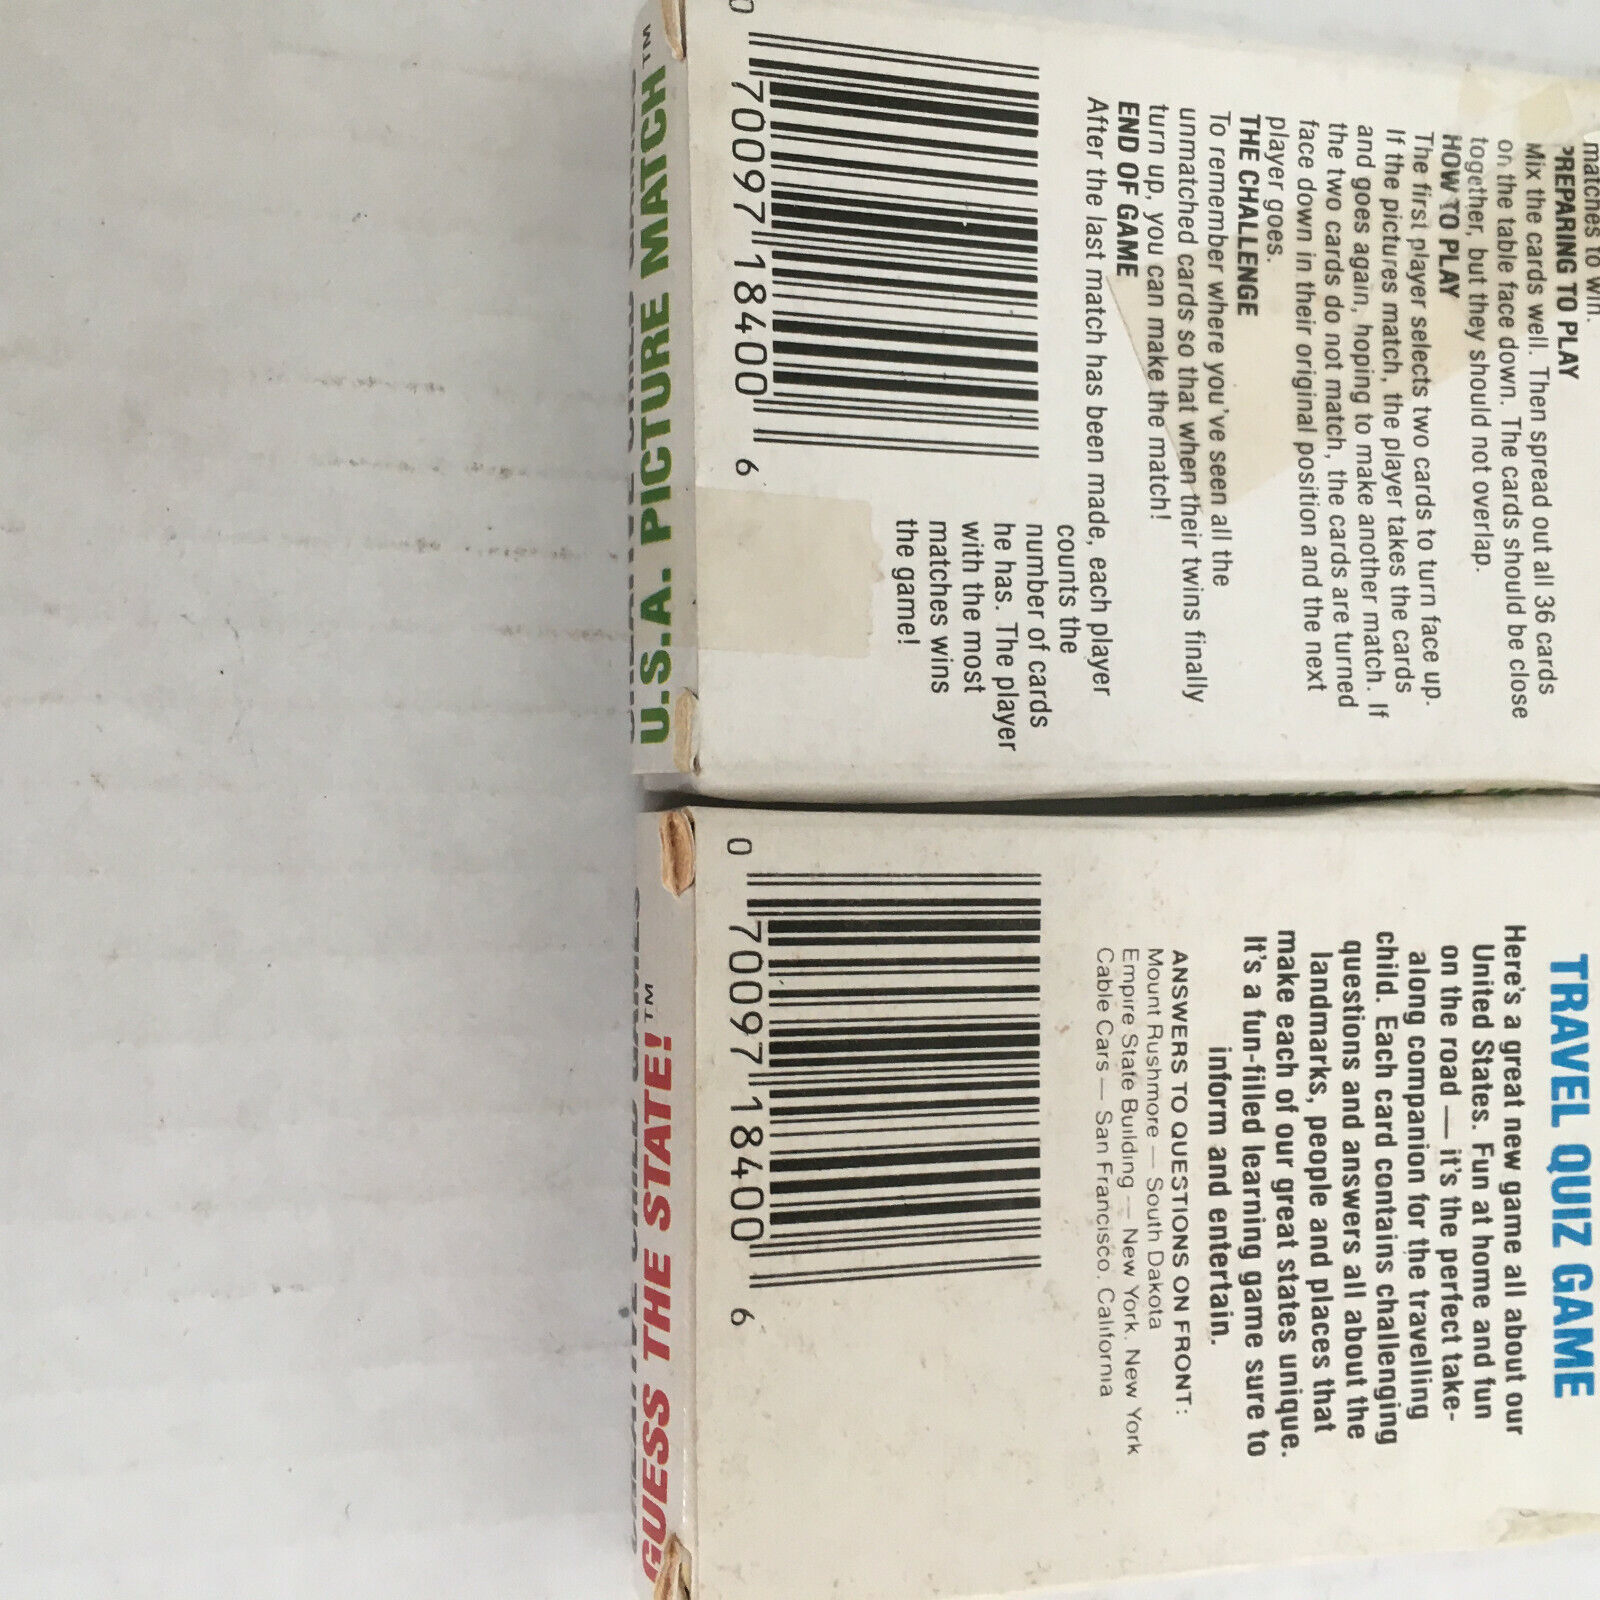 matches to win.
PREPARING TO PLAY
Mix the cards well. Then spread out all 36 cards
on the table face down. The cards should be close
together, but they should not overlap.
HOW TO PLAY
The first player selects two cards to turn face up.
If the pictures match, the player takes the cards
and goes again, hoping to make another match. If
the two cards do not match, the cards are turned
face down in their original position and the next
player goes.
THE CHALLENGE
To remember where you've seen all the
unmatched cards so that when their twins finally
turn up, you can make the match!
END OF GAME
After the last match has been made, each player
counts the
number of cards
he has. The player
with the most
matches wins
the game!
0 70097 18400 6
U.S.A. PICTURE MATCH™
TRAVEL QUIZ GAME
Here's a great new game all about our
United States. Fun at home and fun
on the road — it's the perfect take-
along companion for the travelling
child. Each card contains challenging
questions and answers all about the
landmarks, people and places that
make each of our great states unique.
It's a fun-filled learning game sure to
inform and entertain.
ANSWERS TO QUESTIONS ON FRONT:
Mount Rushmore — South Dakota
Empire State Building — New York, New York
Cable Cars — San Francisco, California
0 70097 18400 6
GUESS THE STATE!™